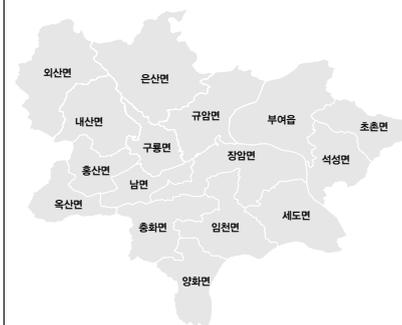 외산면
은산면
내산면
규암면
부여읍
초촌면
구룡면
장암면
석성면
홍산면
남면
옥산면
세도면
충화면
임천면
양화면